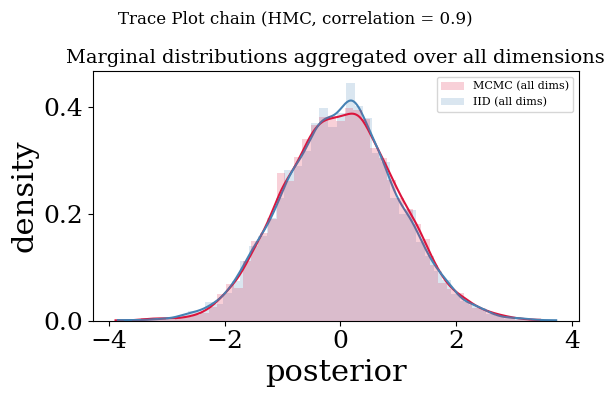 Trace Plot chain (HMC, correlation = 0.9)
Marginal distributions aggregated over all dimensions
MCMC (all dims)
IID (all dims)
density
0.4
0.2
0.0
−4 −2 0 2 4
posterior